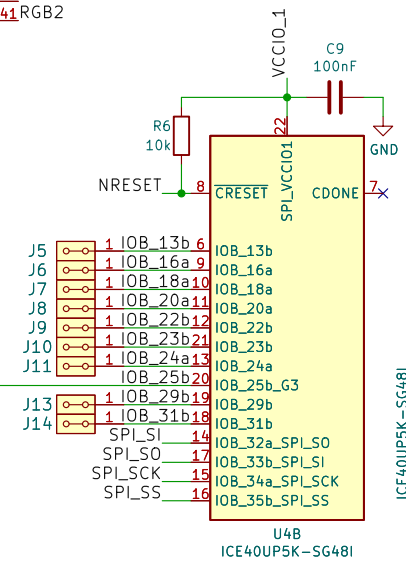 41 RGB2
VCCIO_1
C9
100nF
GND
R6
10k
22
NRESET 8 CRESET
SPI_VCCIO1
CDONE 7
J5 1 IOB_13b 6 IOB_13b
J6 1 IOB_16a 9 IOB_16a
J7 1 IOB_18a 10 IOB_18a
J8 1 IOB_20a 11 IOB_20a
J9 1 IOB_22b 12 IOB_22b
J10 1 IOB_23b 21 IOB_23b
J11 1 IOB_24a 13 IOB_24a
IOB_25b 20 IOB_25b_G3
J13 1 IOB_29b 19 IOB_29b
J14 1 IOB_31b 18 IOB_31b
SPI_SI 14 IOB_32a_SPI_SO
SPI_SO 17 IOB_33b_SPI_SI
SPI_SCK 15 IOB_34a_SPI_SCK
SPI_SS 16 IOB_35b_SPI_SS
U4B
ICE40UP5K-SG48I
ICE40UP5K-SG48I